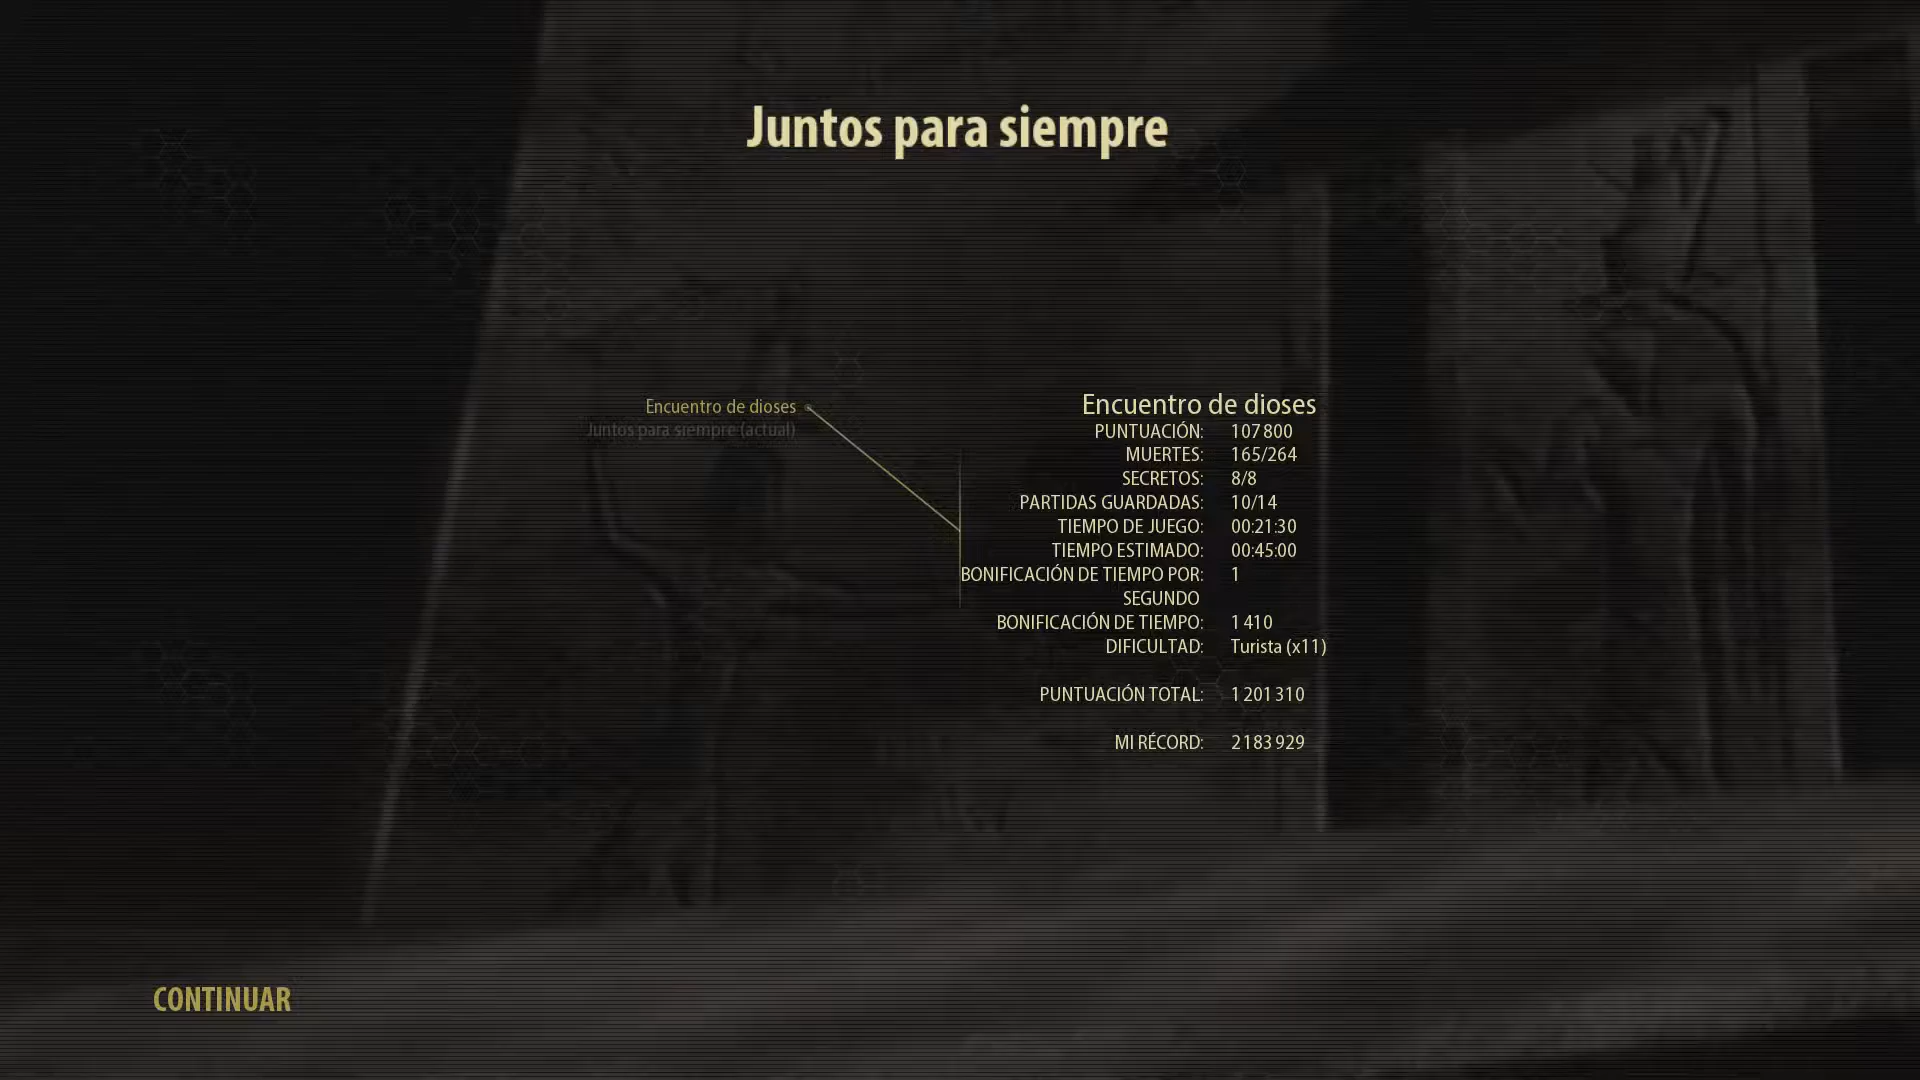 Juntos para siempre
Encuentro de dioses
Juntos para siempre (actual)
Encuentro de dioses
PUNTUACIÓN: 107 800
MUERTES: 165/264
SECRETOS: 8/8
PARTIDAS GUARDADAS: 10/14
TIEMPO DE JUEGO: 00:21:30
TIEMPO ESTIMADO: 00:45:00
BONIFICACIÓN DE TIEMPO POR: 1
SEGUNDO
BONIFICACIÓN DE TIEMPO: 1 410
DIFICULTAD: Turista (x11)
PUNTUACIÓN TOTAL: 1 201 310
MI RÉCORD: 2 183 929
CONTINUAR